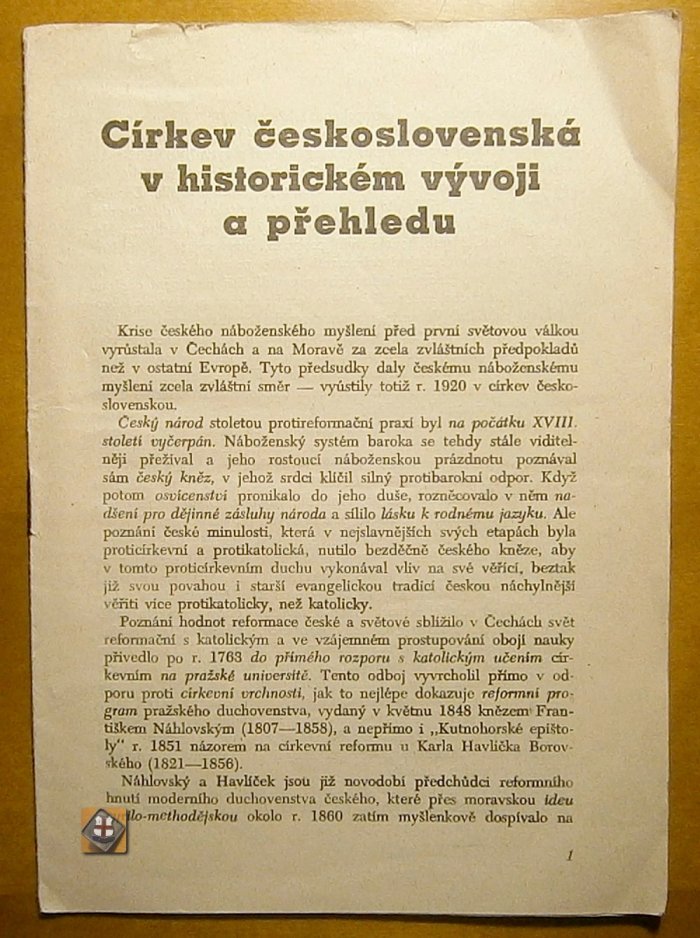 Církev československá
v historickém vývoji
a přehledu
Krise českého náboženského myšlení před první světovou válkou
vyrůstala v Čechách a na Moravě za zcela zvláštních předpokladů
než v ostatní Evropě. Tyto předsudky daly českému náboženskému
myšlení zcela zvláštní směr — vyústily totiž r. 1920 v církev česko-
slovenskou.
Český národ stoletou protireformační praxí byl na počátku XVIII.
století vyčerpán. Náboženský systém baroka se tehdy stále viditel-
něji přežíval a jeho rostoucí náboženskou prázdnotu poznával
sám český kněz, v jehož srdci klíčil silný protibarokní odpor. Když
potom osvícenství pronikalo do jeho duše, rozněcovalo v něm na-
dšení pro dějinné zásluhy národa a sílilo lásku k rodnému jazyku. Ale
poznání české minulosti, která v nejslavnějších svých etapách byla
proticírkevní a protikatolická, nutilo bezděčně českého kněze, aby
v tomto proticírkevním duchu vykonával vliv na své věřící, beztak
již svou povahou i starší evangelickou tradicí českou náchylnější
věřiti více protikatolicky, než katolicky.
Poznání hodnot reformace české a světové sblížilo v Čechách svět
reformační s katolickým a ve vzájemném prostupování obojí nauky
přivedlo po r. 1763 do přímého rozporu s katolickým učením cír-
kevním na pražské universitě. Tento odboj vyvrcholil přímo v od-
poru proti církevní vrchnosti, jak to nejlépe dokazuje reformní pro-
gram pražského duchovenstva, vydaný v květnu 1848 knězem Fran-
tiškem Náhlovským (1807—1858), a nepřímo i „Kutnohorské epišto-
ly“ r. 1851 názorem na církevní reformu u Karla Havlíčka Borov-
ského (1821—1856).
Náhlovský a Havlíček jsou již novodobí předchůdci reformního
hnutí moderního duchovenstva českého, které přes moravskou ideu
-methodějskou okolo r. 1860 zatím myšlenkově dospívalo na
1